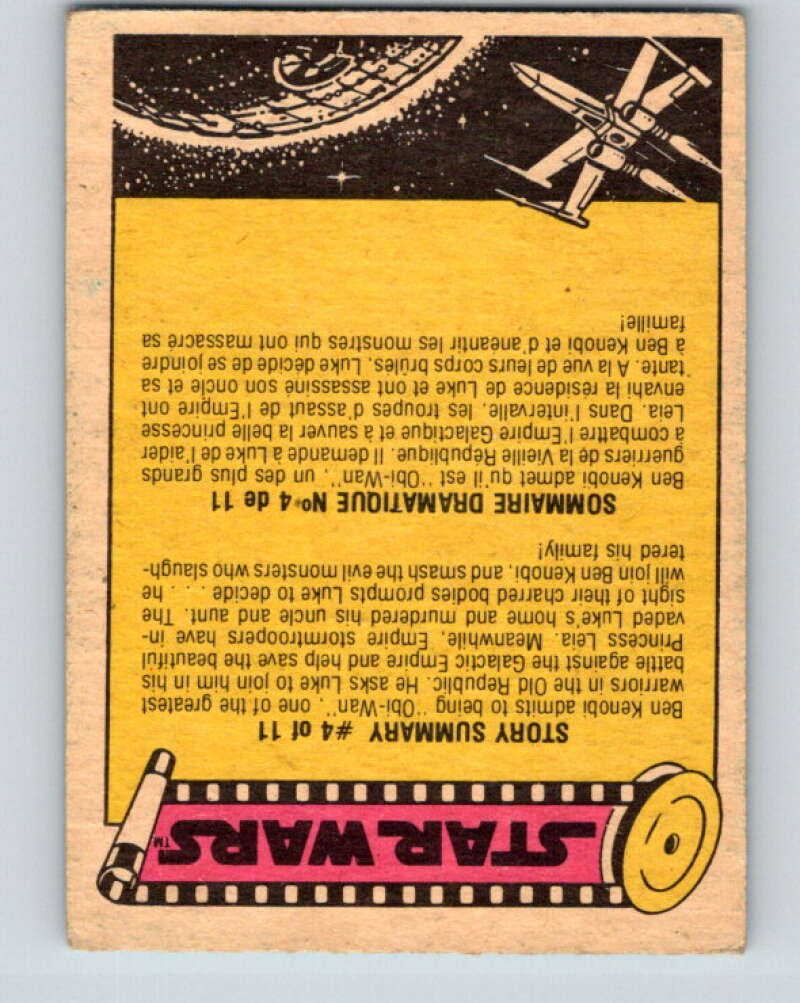 STAR WARS™
STORY SUMMARY #4 of 11
Ben Kenobi admits to being "Obi-Wan", one of the greatest
warriors in the Old Republic. He asks Luke to join him in his
battle against the Galactic Empire and help save the beautiful
Princess Leia. Meanwhile, Empire stormtroopers have in-
vaded Luke's home and murdered his uncle and aunt. The
sight of their charred bodies prompts Luke to decide . . . he
will join Ben Kenobi, and smash the evil monsters who slaugh-
tered his family!
SOMMAIRE DRAMATIQUE Nº 4 de 11
Ben Kenobi admet qu'il est "Obi-Wan", un des plus grands
guerriers de la Vieille République. Il demande à Luke de l'aider
à combattre l'Empire Galactique et à sauver la belle princesse
Leia. Dans l'intervalle, les troupes d'assaut de l'Empire ont
envahi la résidence de Luke et ont assassiné son oncle et sa
tante. A la vue de leurs corps brûlés, Luke décide de se joindre
à Ben Kenobi et d'aneantir les monstres qui ont massacré sa
famille!